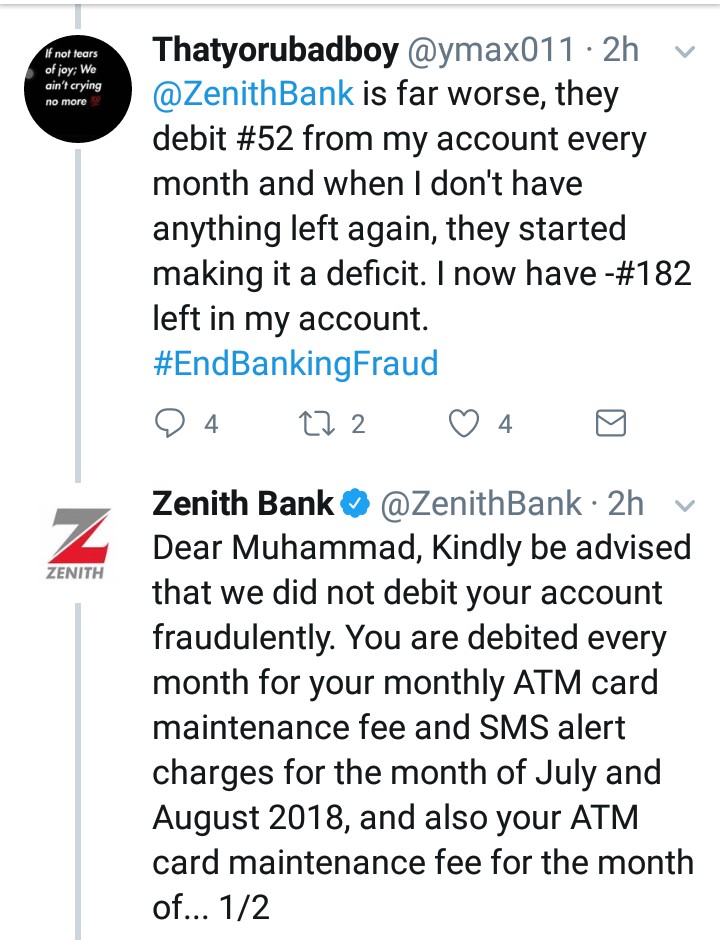 If not tears
of joy; We
ain't crying
no more 💯
Thatyorubadboy @ymax011 · 2h
@ZenithBank is far worse, they
debit #52 from my account every
month and when I don't have
anything left again, they started
making it a deficit. I now have -#182
left in my account.
#EndBankingFraud
4 2 4
Zenith Bank @ZenithBank · 2h
ZENITH
Dear Muhammad, Kindly be advised
that we did not debit your account
fraudulently. You are debited every
month for your monthly ATM card
maintenance fee and SMS alert
charges for the month of July and
August 2018, and also your ATM
card maintenance fee for the month
of... 1/2